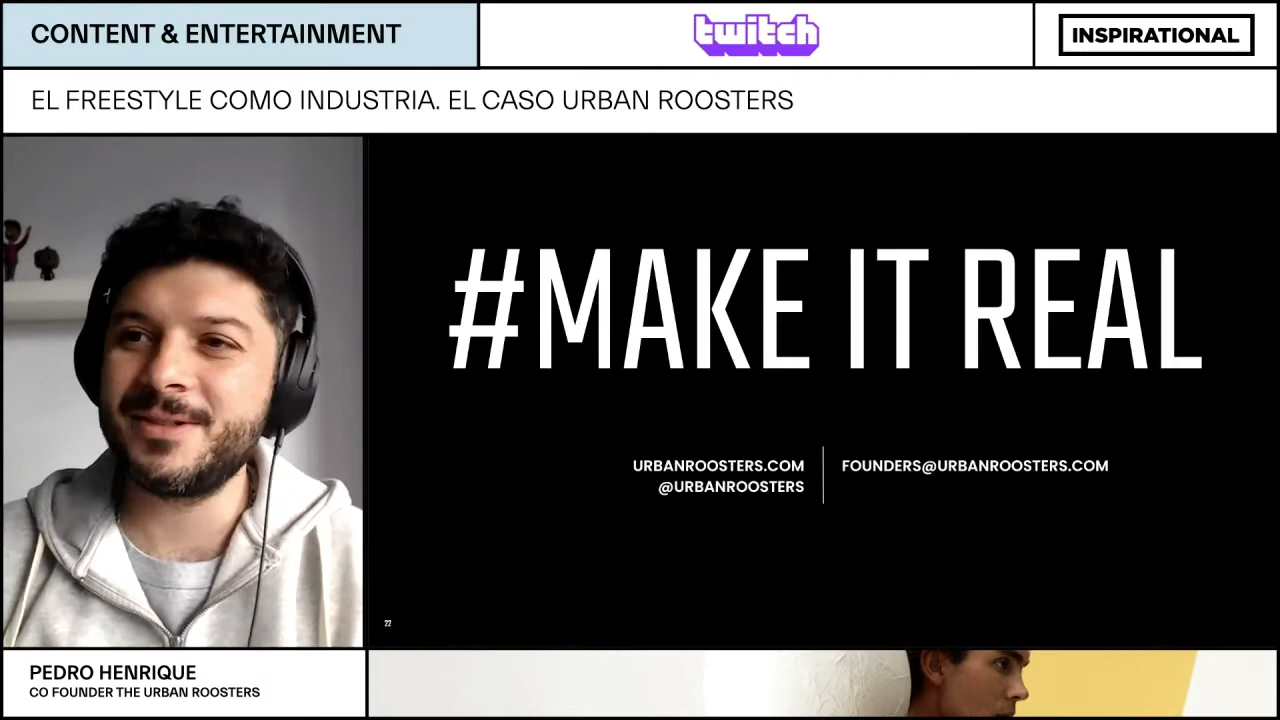 CONTENT & ENTERTAINMENT
twitch
INSPIRATIONAL
EL FREESTYLE COMO INDUSTRIA. EL CASO URBAN ROOSTERS
#MAKE IT REAL
URBANROOSTERS.COM
@URBANROOSTERS
FOUNDERS@URBANROOSTERS.COM
22
PEDRO HENRIQUE
CO FOUNDER THE URBAN ROOSTERS